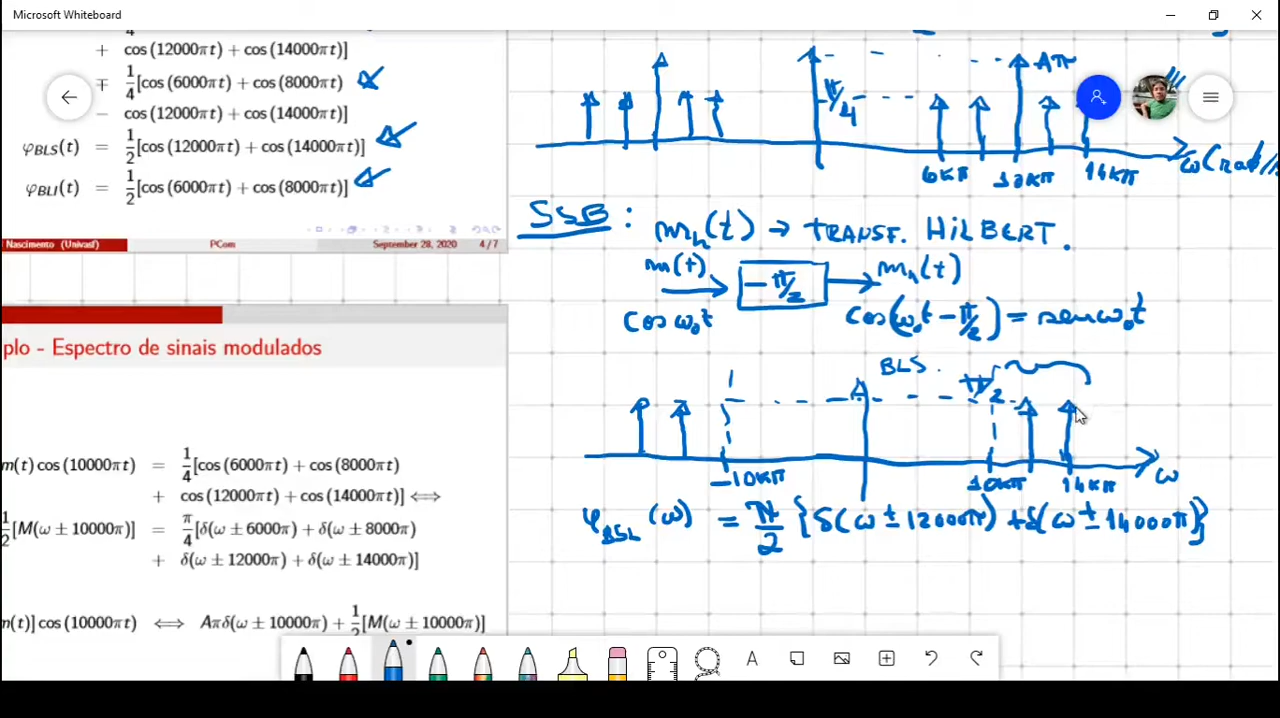 Microsoft Whiteboard
+ cos (12000πt) + cos (14000πt)]
∓ 1/4 [cos (6000πt) + cos (8000πt)
− cos (12000πt) + cos (14000πt)]
φBLS(t) = 1/2 [cos (12000πt) + cos (14000πt)]
φBLI(t) = 1/2 [cos (6000πt) + cos (8000πt)]
Nascimento (Univasf) PCom September 28, 2020 4 / 7
plo - Espectro de sinais modulados
m(t) cos (10000πt) = 1/4 [cos (6000πt) + cos (8000πt)
+ cos (12000πt) + cos (14000πt)] ⟺
1/2 [M(ω ± 10000π)] = π/4 [δ(ω ± 6000π) + δ(ω ± 8000π)
+ δ(ω ± 12000π) + δ(ω ± 14000π)]
m(t)] cos (10000πt) ⟺ Aπδ(ω ± 10000π) + 1/2 [M(ω ± 10000π)]
Aπ
π/4
6Kπ 10Kπ 14Kπ ω(rad/
SSB : mh(t) → TRANSF. HILBERT.
m(t) −π/2 mh(t)
cos ω₀t cos(ω₀t − π/2) = sen ω₀t
BLS.
π/2
−10Kπ 10Kπ 14Kπ ω
φBSL (ω) = π/2 {δ(ω ± 12000π) + δ(ω ± 14000π)}